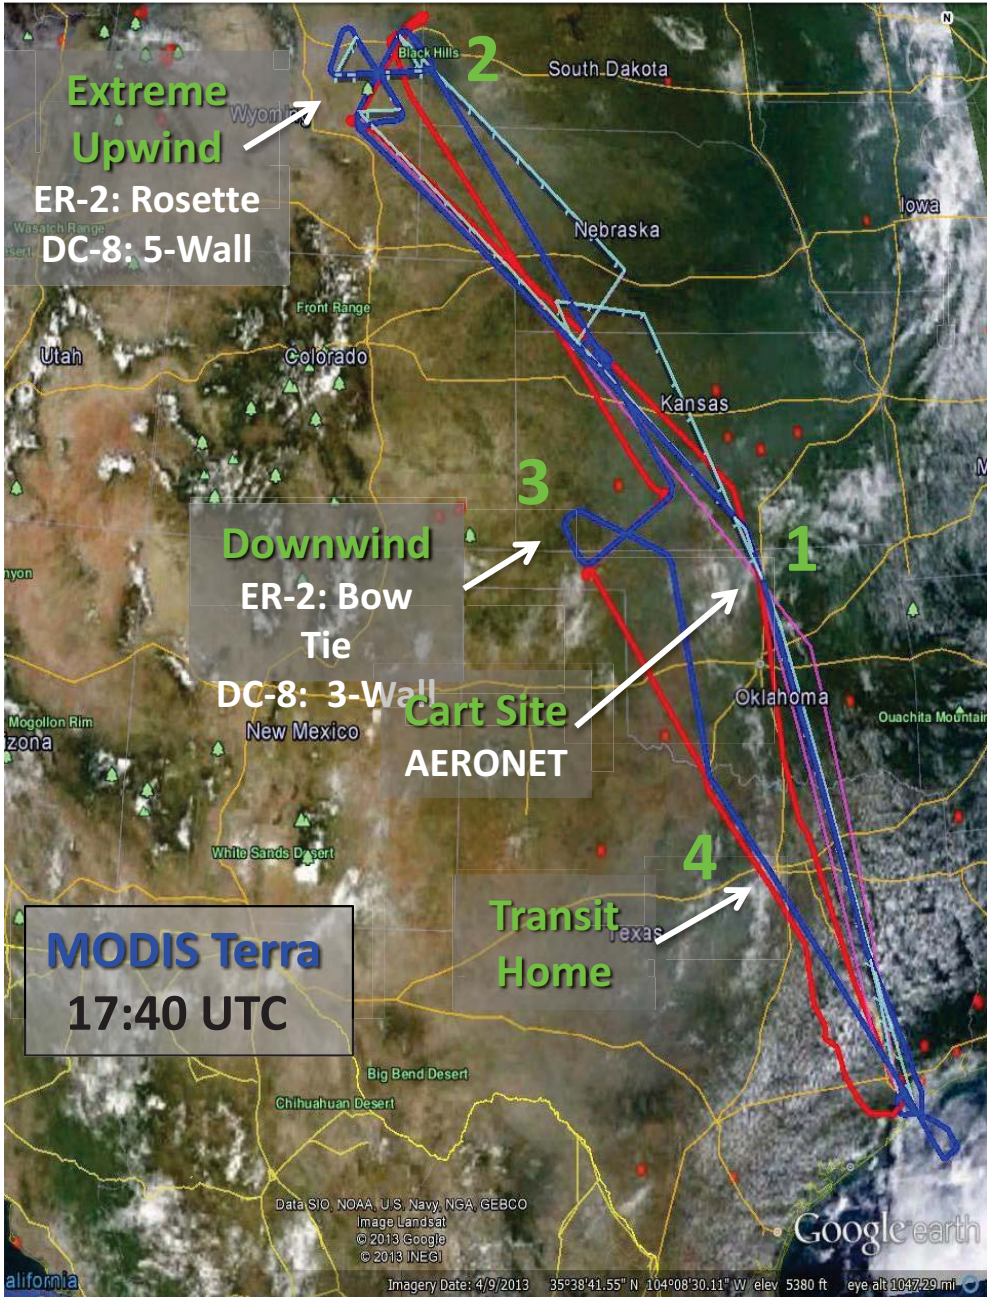 N
2
Black Hills
South Dakota
Extreme
Upwind
Wyoming
ER-2: Rosette
DC-8: 5-Wall
Wasatch Range
Iowa
Nebraska
Front Range
Utah
Colorado
Kansas
3
Downwind
ER-2: Bow
Tie
DC-8: 3-Wall
1
nyon
Cart Site
AERONET
Oklahoma
Mogollon Rim
izona
New Mexico
Ouachita Mountain
White Sands Desert
4
Transit
Home
Texas
MODIS Terra
17:40 UTC
Big Bend Desert
Chihuahuan Desert
Data SIO, NOAA, U.S. Navy, NGA, GEBCO
Image Landsat
© 2013 Google
© 2013 INEGI
Google earth
alifornia
Imagery Date: 4/9/2013 35°38'41.55" N 104°08'30.11" W elev 5380 ft eye alt 1047.29 mi